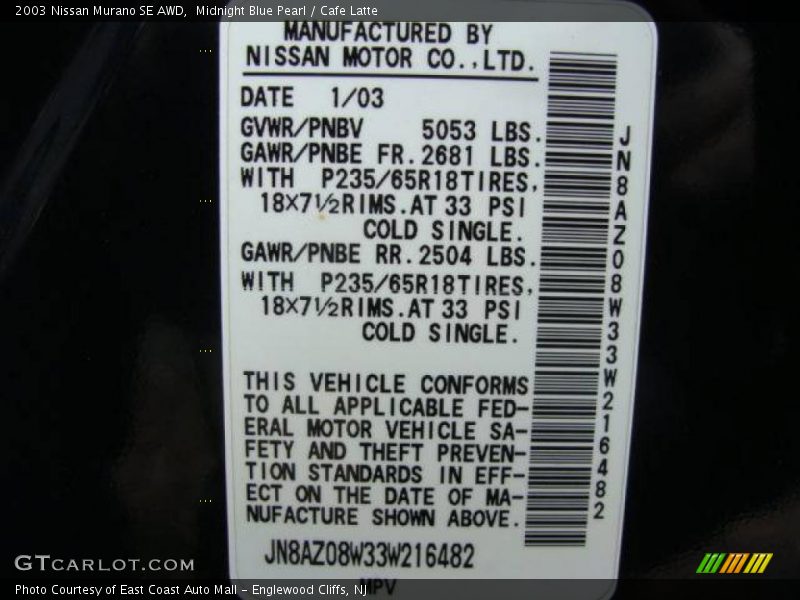 2003 Nissan Murano SE AWD,  Midnight Blue Pearl / Cafe Latte
MANUFACTURED BY
NISSAN MOTOR CO.,LTD.
DATE 1/03
GVWR/PNBV 5053 LBS.
GAWR/PNBE FR.2681 LBS.
WITH P235/65R18TIRES,
18X7½RIMS.AT 33 PSI
COLD SINGLE.
GAWR/PNBE RR.2504 LBS.
WITH P235/65R18TIRES,
18X7½RIMS.AT 33 PSI
COLD SINGLE.
THIS VEHICLE CONFORMS
TO ALL APPLICABLE FED-
ERAL MOTOR VEHICLE SA-
FETY AND THEFT PREVEN-
TION STANDARDS IN EFF-
ECT ON THE DATE OF MA-
NUFACTURE SHOWN ABOVE.
JN8AZ08W33W216482
MPV
JN8AZ08W33W216482
GTCARLOT.COM
Photo Courtesy of East Coast Auto Mall - Englewood Cliffs, NJ